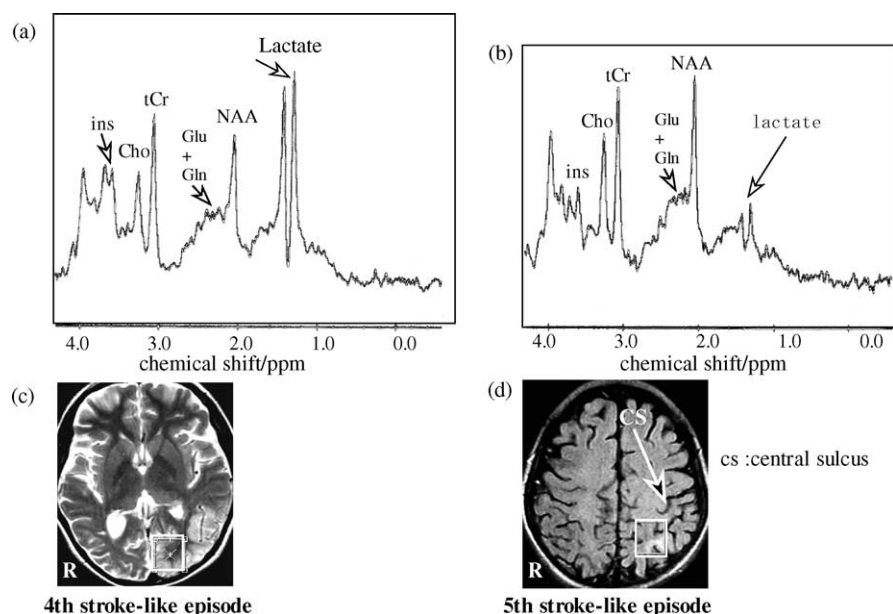 (a)
Lactate
tCr
ins
Cho
Glu
+
Gln
NAA
4.0 3.0 2.0 1.0 0.0
chemical shift/ppm
(b)
NAA
tCr
Cho
Glu
+
Gln
lactate
ins
4.0 3.0 2.0 1.0 0.0
chemical shift/ppm
(c)
R
4th stroke-like episode
(d)
CS
cs :central sulcus
R
5th stroke-like episode